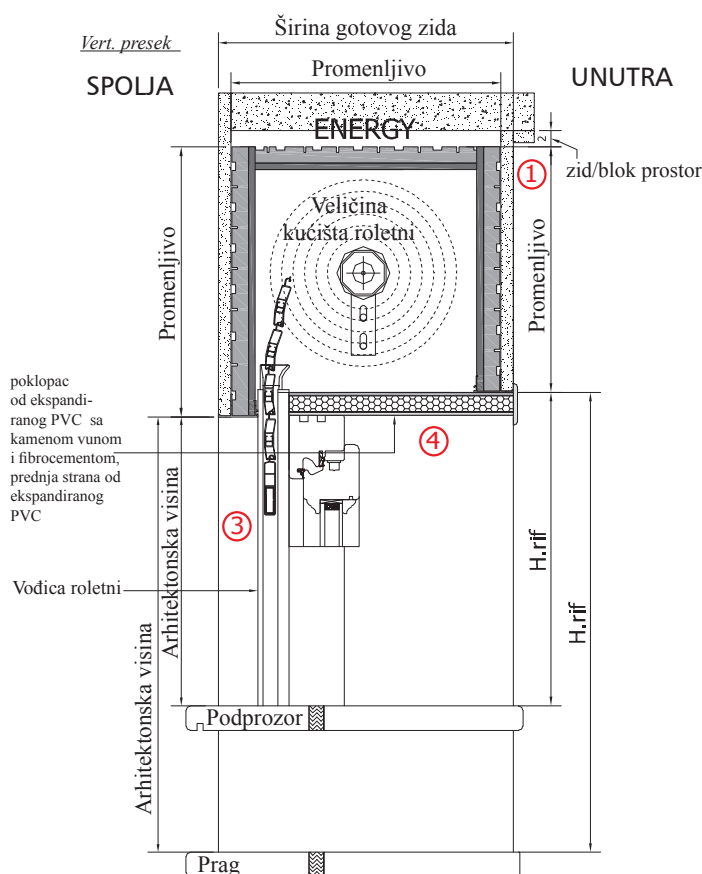 Širina gotovog zida
Vert. presek
SPOLJA
Promenljivo
UNUTRA
ENERGY
2
zid/blok prostor
1
Veličina
kućišta roletni
Promenljivo
Promenljivo
poklopac
od ekspandi-
ranog PVC sa
kamenom vunom
i fibrocementom,
prednja strana od
ekspandiranog
PVC
4
3
Arhitektonska visina
Arhitektonska visina
H.rif
H.rif
Vođica roletni
Podprozor
Prag